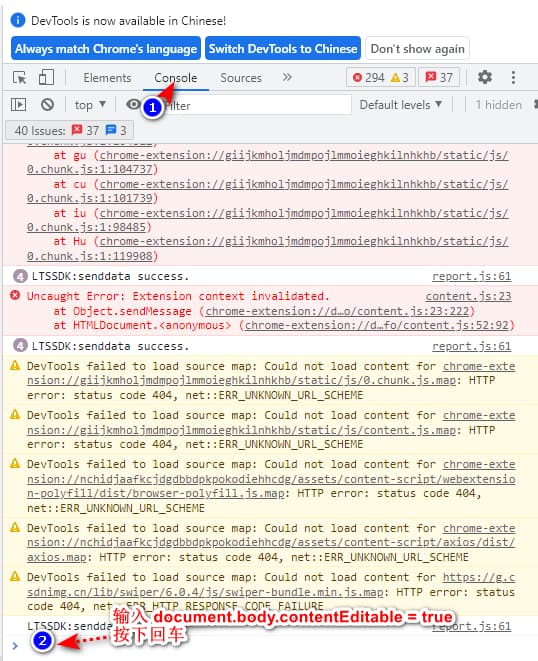 DevTools is now available in Chinese!
Always match Chrome's language Switch DevTools to Chinese Don't show again
Elements Console Sources » 294 3 37
top Filter Default levels 1 hidden
1
40 Issues: 37 3
at gu (chrome-extension://giijkmholjmdmpojlmmoieghkilnhkhb/static/js/
0.chunk.js:1:104737)
at cu (chrome-extension://giijkmholjmdmpojlmmoieghkilnhkhb/static/js/
0.chunk.js:1:101739)
at iu (chrome-extension://giijkmholjmdmpojlmmoieghkilnhkhb/static/js/
0.chunk.js:1:98485)
at Hu (chrome-extension://giijkmholjmdmpojlmmoieghkilnhkhb/static/js/
0.chunk.js:1:119908)
4 LTSSDK:senddata success. report.js:61
Uncaught Error: Extension context invalidated. content.js:23
at Object.sendMessage (chrome-extension://d…o/content.js:23:222)
at HTMLDocument.<anonymous> (chrome-extension://d…fo/content.js:52:92)
4 LTSSDK:senddata success. report.js:61
DevTools failed to load source map: Could not load content for chrome-exte
nsion://giijkmholjmdmpojlmmoieghkilnhkhb/static/js/0.chunk.js.map: HTTP
error: status code 404, net::ERR_UNKNOWN_URL_SCHEME
DevTools failed to load source map: Could not load content for chrome-exte
nsion://giijkmholjmdmpojlmmoieghkilnhkhb/static/js/content.js.map: HTTP
error: status code 404, net::ERR_UNKNOWN_URL_SCHEME
DevTools failed to load source map: Could not load content for chrome-exte
nsion://nchidjaafkcjdgdbbdpkpokodiehhcdg/assets/content-script/webextensio
n-polyfill/dist/browser-polyfill.js.map: HTTP error: status code 404,
net::ERR_UNKNOWN_URL_SCHEME
DevTools failed to load source map: Could not load content for chrome-exte
nsion://nchidjaafkcjdgdbbdpkpokodiehhcdg/assets/content-script/axios/dist/
axios.map: HTTP error: status code 404, net::ERR_UNKNOWN_URL_SCHEME
DevTools failed to load source map: Could not load content for https://g.c
sdnimg.cn/lib/swiper/6.0.4/js/swiper-bundle.min.js.map: HTTP error: status
code 404, net::ERR_HTTP_RESPONSE_CODE_FAILURE
输入 document.body.contentEditable = true
LTSSDK:send report.js:61
2 按下回车